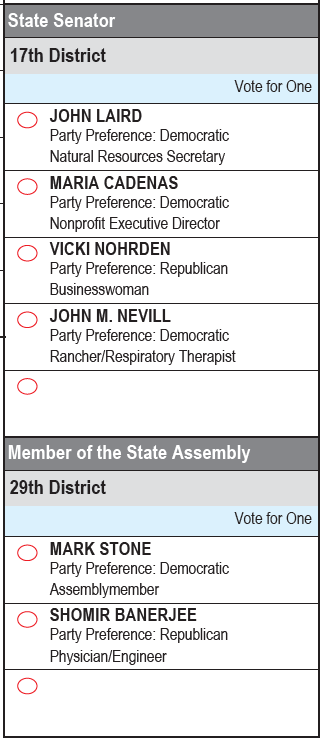 State Senator
17th District
Vote for One
JOHN LAIRD
Party Preference: Democratic
Natural Resources Secretary
MARIA CADENAS
Party Preference: Democratic
Nonprofit Executive Director
VICKI NOHRDEN
Party Preference: Republican
Businesswoman
JOHN M. NEVILL
Party Preference: Democratic
Rancher/Respiratory Therapist
Member of the State Assembly
29th District
Vote for One
MARK STONE
Party Preference: Democratic
Assemblymember
SHOMIR BANERJEE
Party Preference: Republican
Physician/Engineer